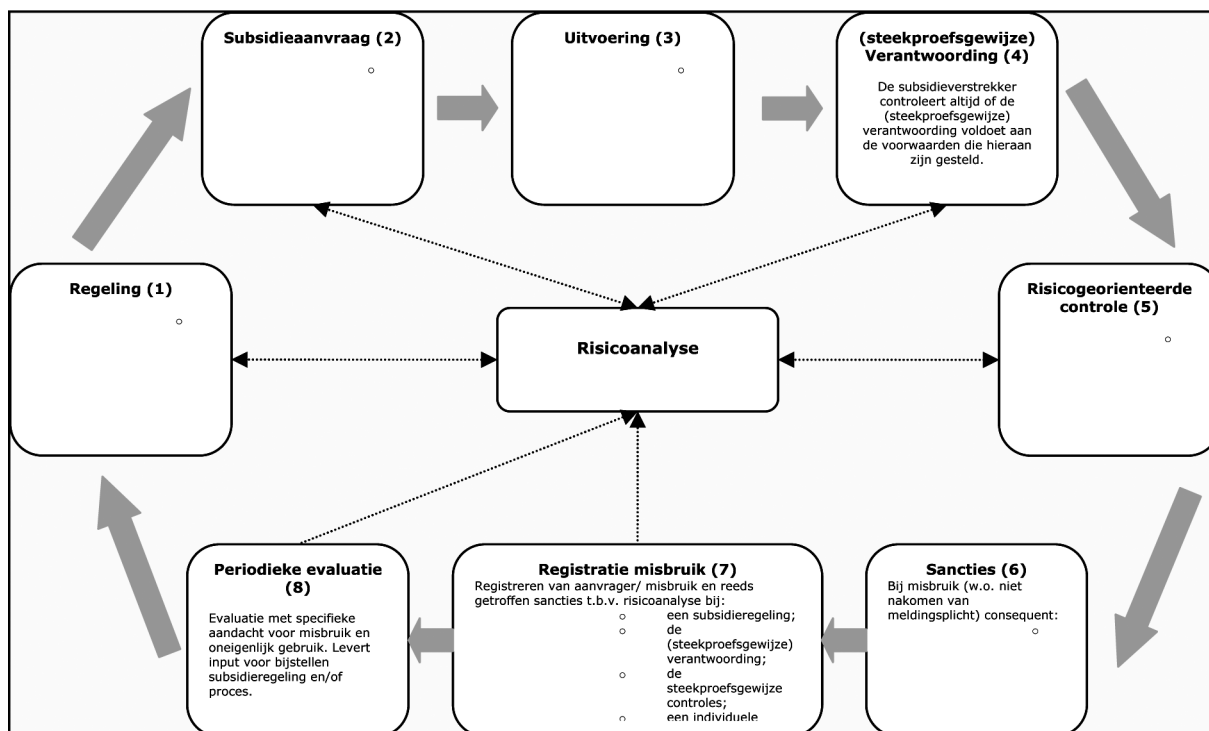 Subsidieaanvraag (2)
Uitvoering (3)
(steekproefsgewijze)
Verantwoording (4)
De subsidieverstrekker
controleert altijd of de
(steekproefsgewijze)
verantwoording voldoet aan
de voorwaarden die hieraan
zijn gesteld.
Regeling (1)
Risicoanalyse
Risicogeorienteerde
controle (5)
Periodieke evaluatie
(8)
Evaluatie met specifieke
aandacht voor misbruik en
oneigenlijk gebruik. Levert
input voor bijstellen
subsidieregeling en/of
proces.
Registratie misbruik (7)
Registreren van aanvrager/ misbruik en reeds
getroffen sancties t.b.v. risicoanalyse bij:
een subsidieregeling;
de
(steekproefsgewijze)
verantwoording;
de
steekproefsgewijze
controles;
een individuele
Sancties (6)
Bij misbruik (w.o. niet
nakomen van
meldingsplicht) consequent: